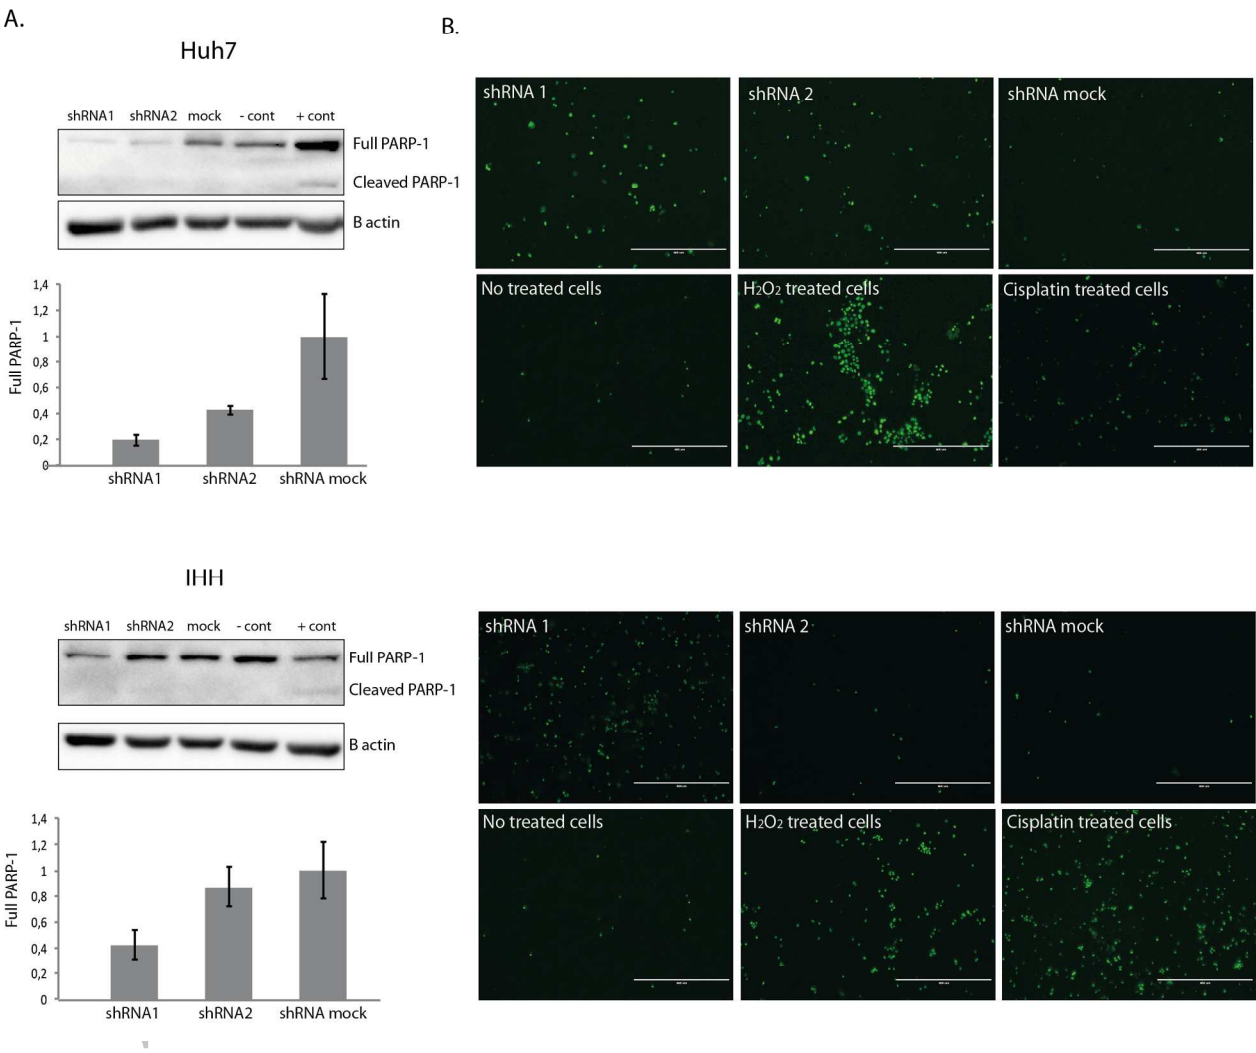 A.
B.
Huh7
shRNA1 shRNA2 mock - cont + cont
Full PARP-1
Cleaved PARP-1
B actin
1,4
1,2
1
0,8
0,6
0,4
0,2
0
Full PARP-1
shRNA1 shRNA2 shRNA mock
shRNA 1
shRNA 2
shRNA mock
No treated cells
H2O2 treated cells
Cisplatin treated cells
IHH
shRNA1 shRNA2 mock - cont + cont
Full PARP-1
Cleaved PARP-1
B actin
1,4
1,2
1
0,8
0,6
0,4
0,2
0
Full PARP-1
shRNA1 shRNA2 shRNA mock
shRNA 1
shRNA 2
shRNA mock
No treated cells
H2O2 treated cells
Cisplatin treated cells